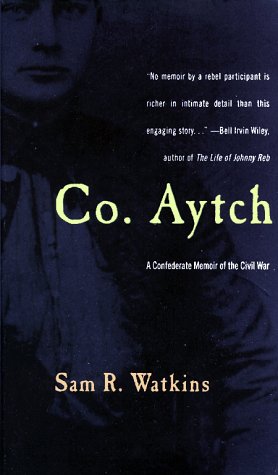 "No memoir by a rebel participant is
richer in intimate detail than this
engaging story. . ." —Bell Irvin Wiley,
author of The Life of Johnny Reb
Co. Aytch
A Confederate Memoir of the Civil War
Sam R. Watkins